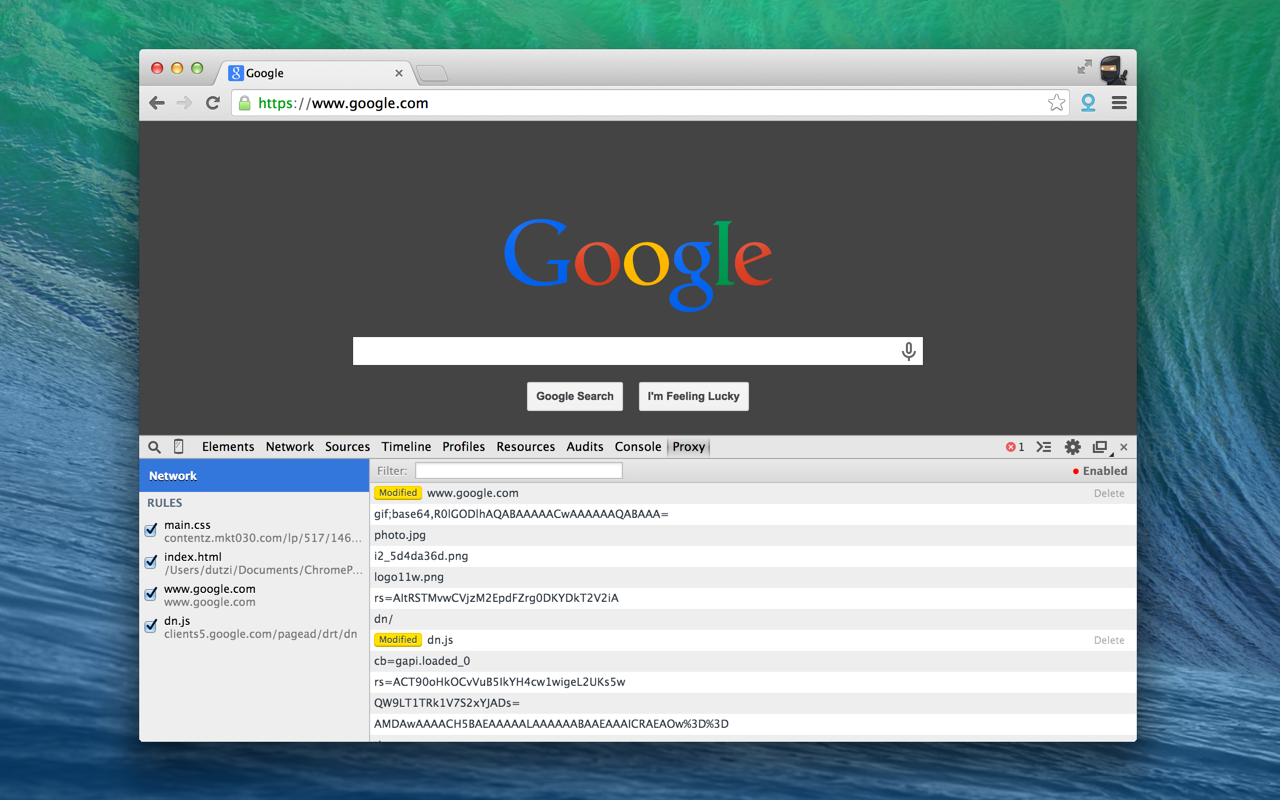 Google
https://www.google.com
Google
Google Search I'm Feeling Lucky
Elements Network Sources Timeline Profiles Resources Audits Console Proxy 1
Network
Filter: Enabled
RULES
main.css
contentz.mkt030.com/lp/517/146...
index.html
/Users/dutzi/Documents/ChromeP...
www.google.com
www.google.com
dn.js
clients5.google.com/pagead/drt/dn
Modified www.google.com Delete
gif;base64,R0lGODlhAQABAAAAACwAAAAAAQABAAA=
photo.jpg
i2_5d4da36d.png
logo11w.png
rs=AItRSTMvwCVjzM2EpdFZrg0DKYDkT2V2iA
dn/
Modified dn.js Delete
cb=gapi.loaded_0
rs=ACT90oHkOCvVuB5IkYH4cw1wigeL2UKs5w
QW9LT1TRk1V7S2xYJADs=
AMDAwAAAACH5BAEAAAAALAAAAAABAAEAAAICRAEAOw%3D%3D